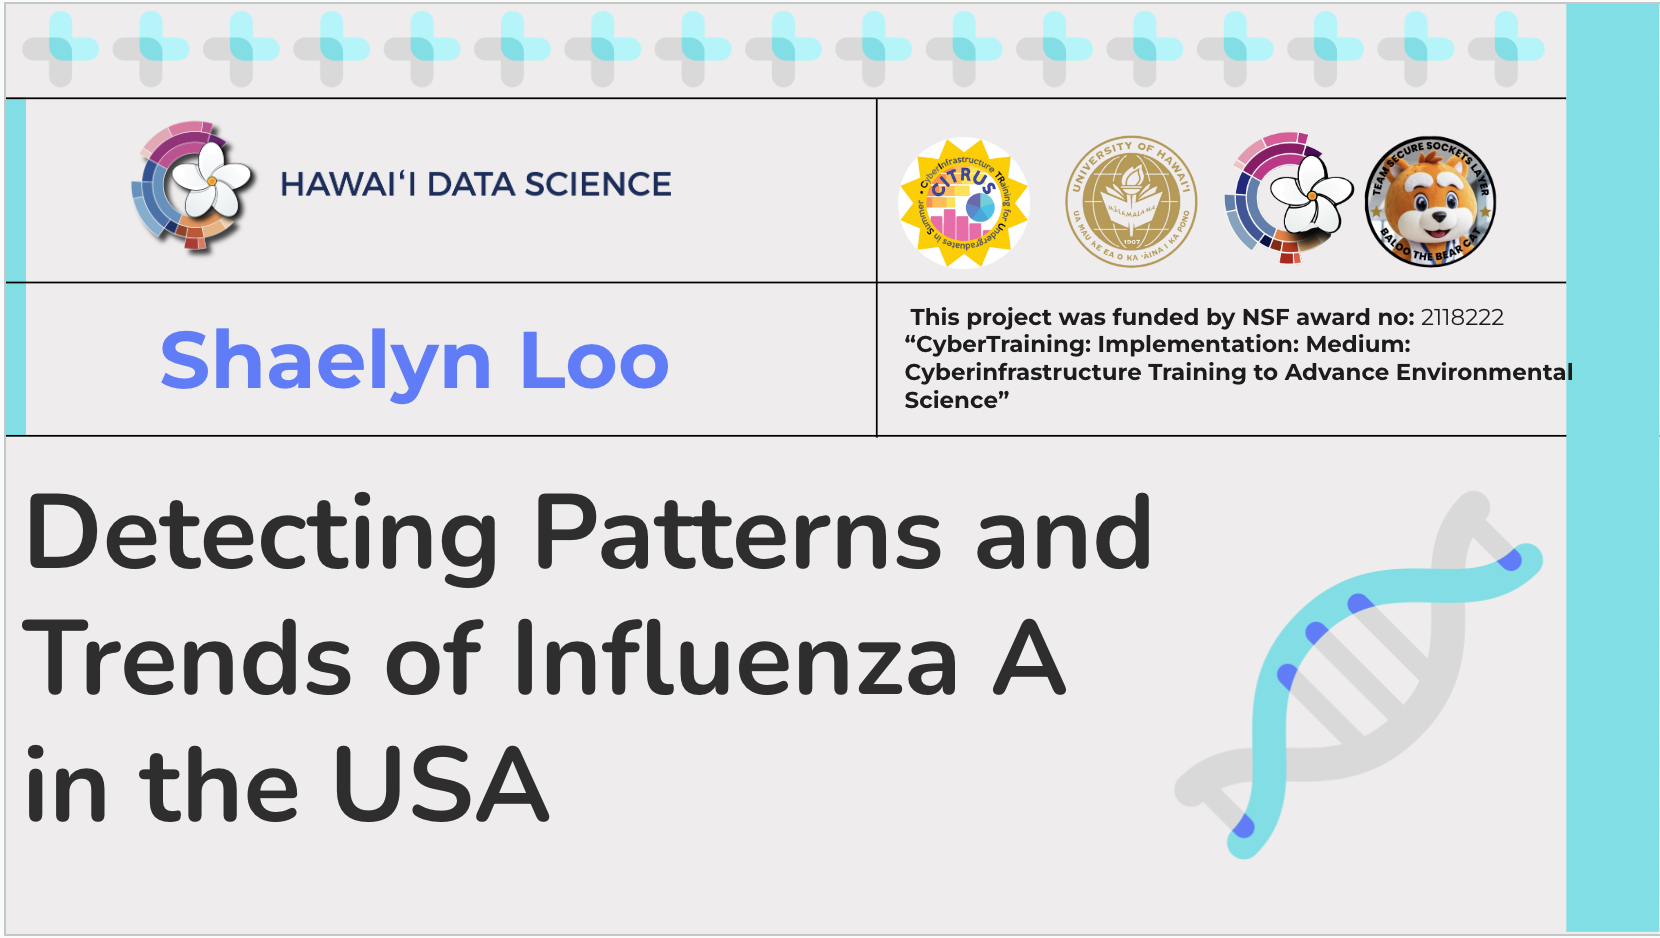 HAWAIʻI DATA SCIENCE
• CyberInfrastructure TRaining for Undergraduates in Summer
CITRUS
UNIVERSITY OF HAWAIʻI
MĀLAMALAMA
1907
UA MAU KE EA O KA ʻĀINA I KA PONO
TEAM SECURE SOCKETS LAYER
BALOO THE BEAR CAT
Shaelyn Loo
This project was funded by NSF award no: 2118222
“CyberTraining: Implementation: Medium:
Cyberinfrastructure Training to Advance Environmental
Science”
Detecting Patterns and
Trends of Influenza A
in the USA